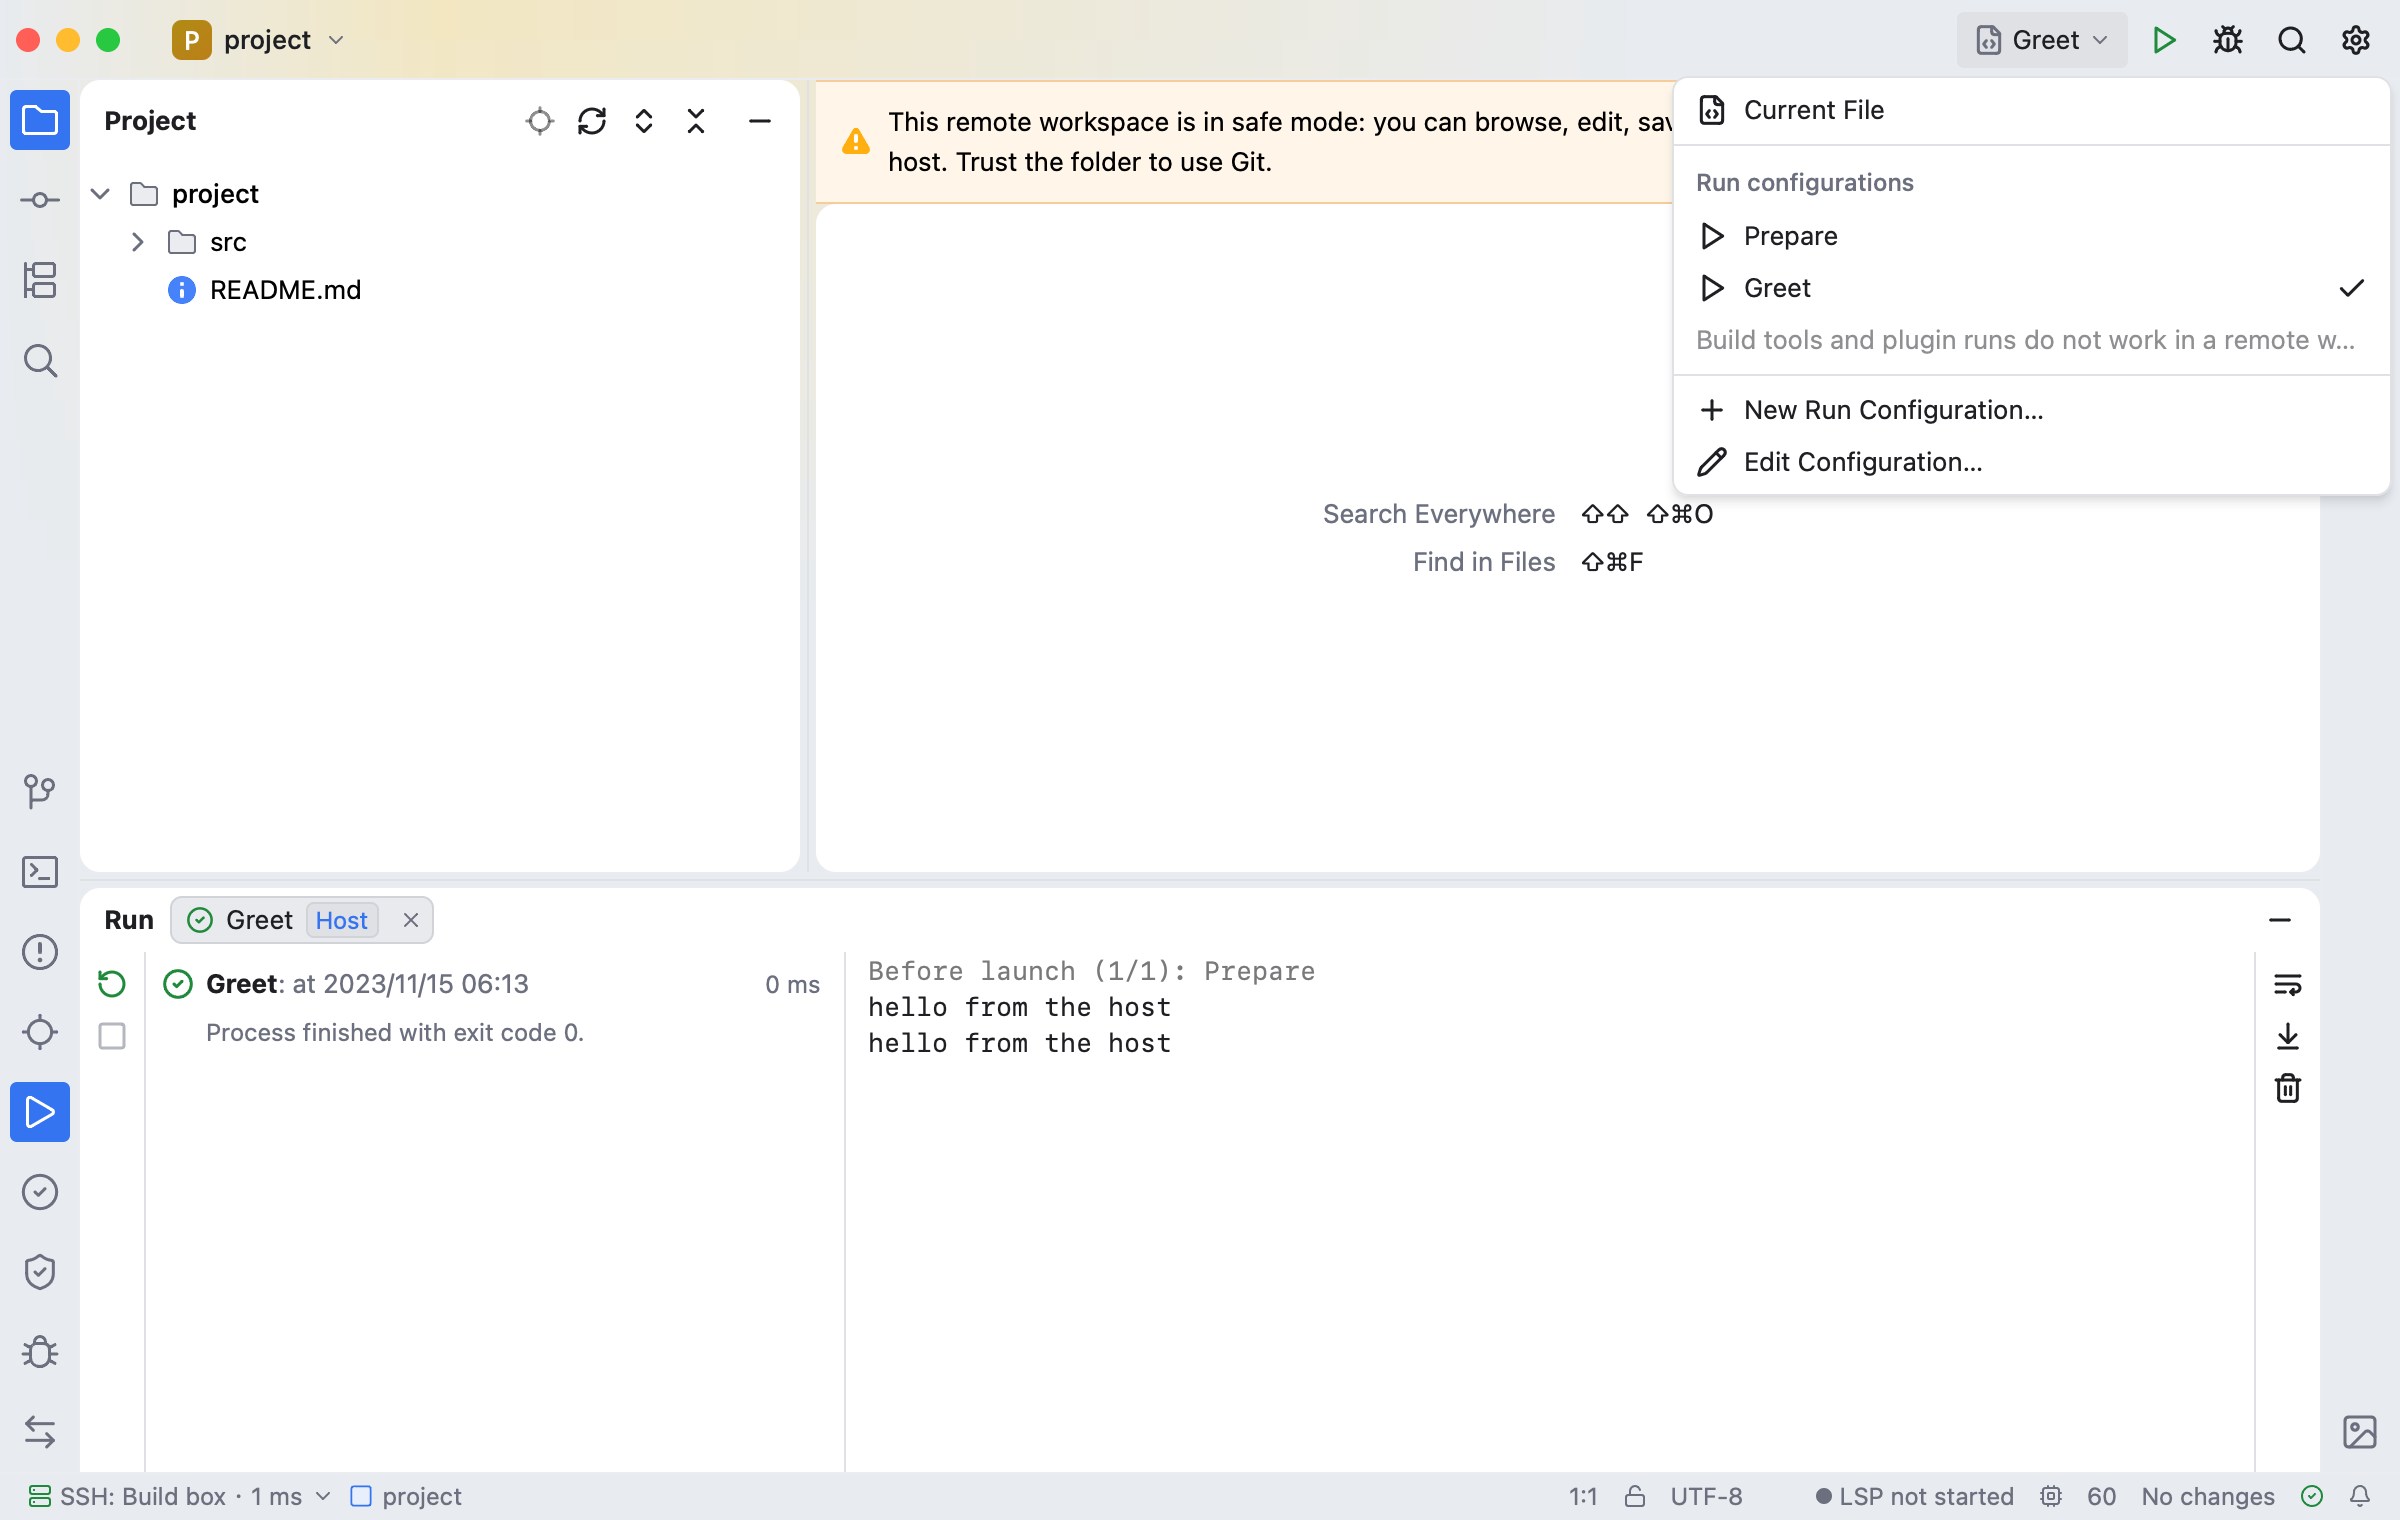 P project
Greet
Project
project
src
README.md
This remote workspace is in safe mode: you can browse, edit, sav
host. Trust the folder to use Git.
Current File
Run configurations
Prepare
Greet
Build tools and plugin runs do not work in a remote w...
New Run Configuration...
Edit Configuration...
Search Everywhere ⇧⇧ ⇧⌘O
Find in Files ⇧⌘F
Run Greet Host
Greet: at 2023/11/15 06:13 0 ms
Process finished with exit code 0.
Before launch (1/1): Prepare
hello from the host
hello from the host
SSH: Build box · 1 ms project 1:1 UTF-8 LSP not started 60 No changes